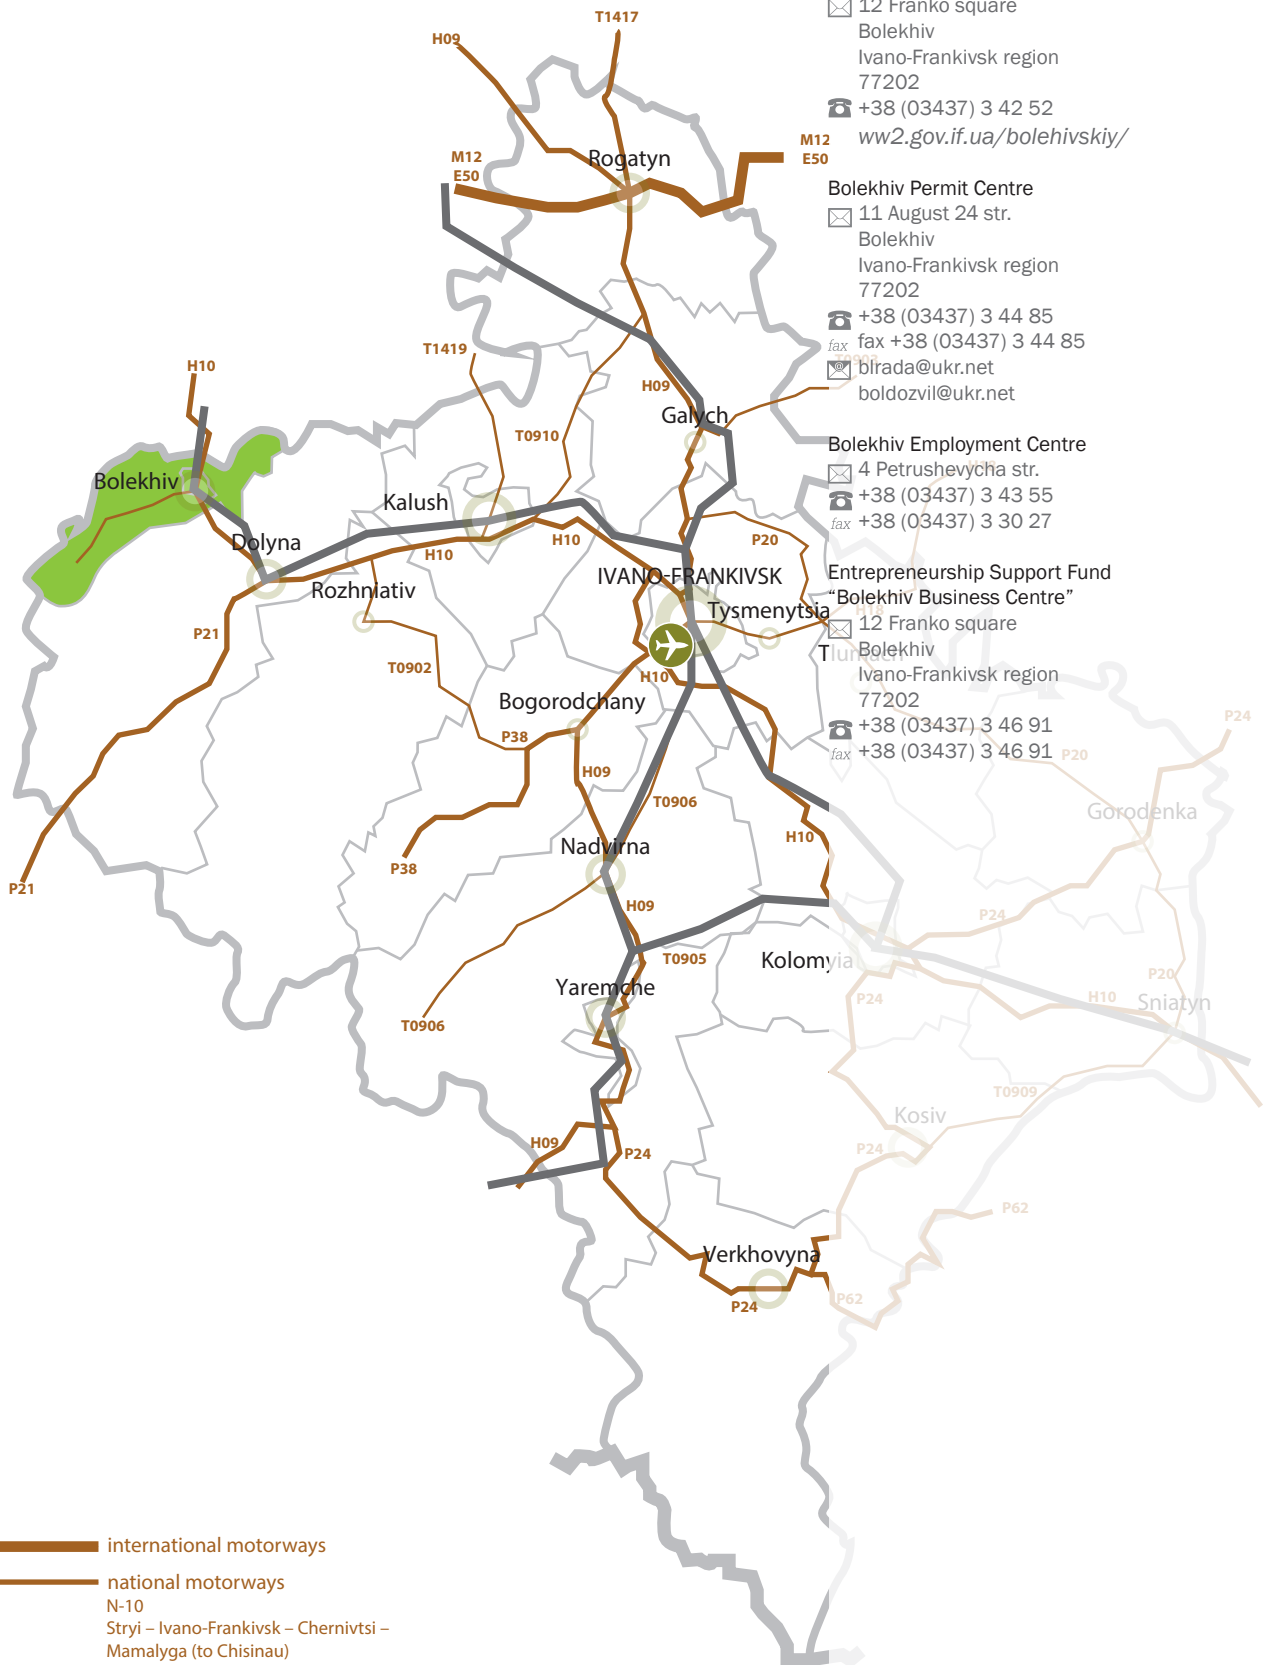 12 Franko square
Bolekhiv
Ivano-Frankivsk region
77202
+38 (03437) 3 42 52
ww2.gov.if.ua/bolehivskiy/
Bolekhiv Permit Centre
11 August 24 str.
Bolekhiv
Ivano-Frankivsk region
77202
+38 (03437) 3 44 85
fax fax +38 (03437) 3 44 85
blrada@ukr.net
boldozvil@ukr.net
Bolekhiv Employment Centre
4 Petrushevycha str.
+38 (03437) 3 43 55
fax +38 (03437) 3 30 27
Entrepreneurship Support Fund
“Bolekhiv Business Centre”
12 Franko square
Bolekhiv
Ivano-Frankivsk region
77202
+38 (03437) 3 46 91
fax +38 (03437) 3 46 91
T1417
H09
M12
E50
M12
E50
Rogatyn
T1419
H10
H09
T0903
Galych
T0910
Bolekhiv
Kalush
P20
H10
H10
Dolyna
IVANO-FRANKIVSK
Rozhniativ
Tysmenytsia
H18
P21
Tlumach
T0902
H10
Bogorodchany
P24
P38
P20
H09
T0906
Gorodenka
H10
Nadvirna
P38
P21
H09
P24
T0905
Kolomyia
P20
Yaremche
P24
H10
Sniatyn
T0906
T0909
Kosiv
H09
P24
P24
P62
Verkhovyna
P24
P62
international motorways
national motorways
N-10
Stryi – Ivano-Frankivsk – Chernivtsi –
Mamalyga (to Chisinau)